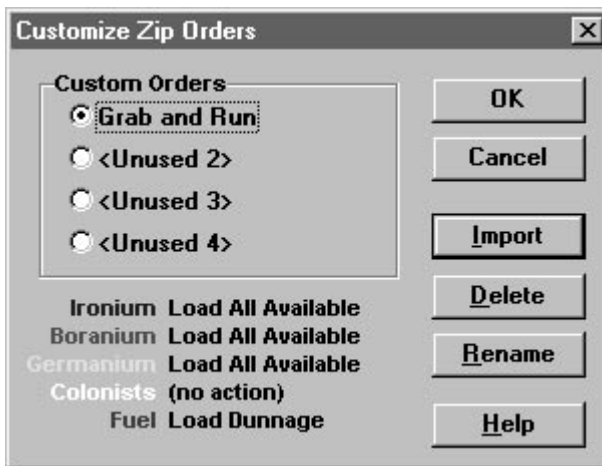 Customize Zip Orders
Custom Orders
Grab and Run
<Unused 2>
<Unused 3>
<Unused 4>
OK
Cancel
Import
Delete
Rename
Help
Ironium Load All Available
Boranium Load All Available
Germanium Load All Available
Colonists (no action)
Fuel Load Dunnage